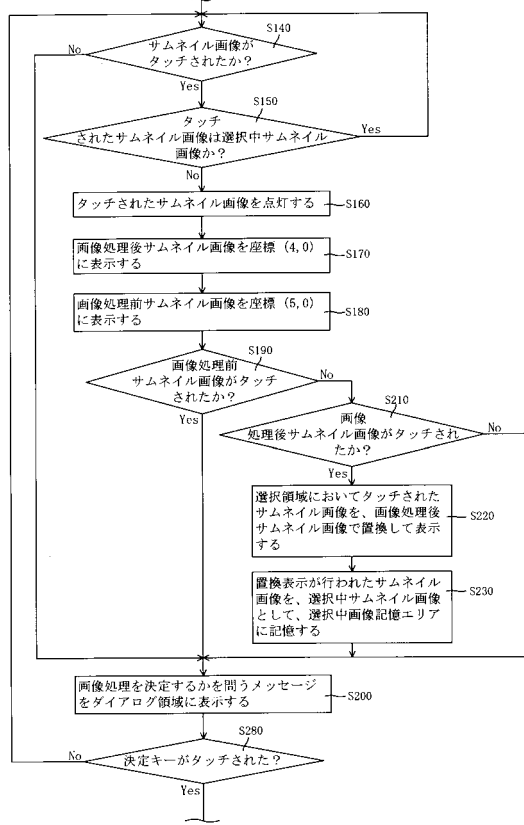 S140
サムネイル画像が
タッチされたか？
No
Yes
S150
タッチ
されたサムネイル画像は選択中サムネイル
画像か？
Yes
No
タッチされたサムネイル画像を点灯する
S160
画像処理後サムネイル画像を座標 (4,0)
に表示する
S170
画像処理前サムネイル画像を座標 (5,0)
に表示する
S180
S190
画像処理前
サムネイル画像がタッチ
されたか？
No
Yes
S210
画像
処理後サムネイル画像がタッチされ
たか？
No
Yes
選択領域においてタッチされた
サムネイル画像を、画像処理後
サムネイル画像で置換して表示
する
S220
置換表示が行われたサムネイル
画像を、選択中サムネイル画像
として、選択中画像記憶エリア
に記憶する
S230
画像処理を決定するかを問うメッセージ
をダイアログ領域に表示する
S200
S280
決定キーがタッチされた？
No
Yes